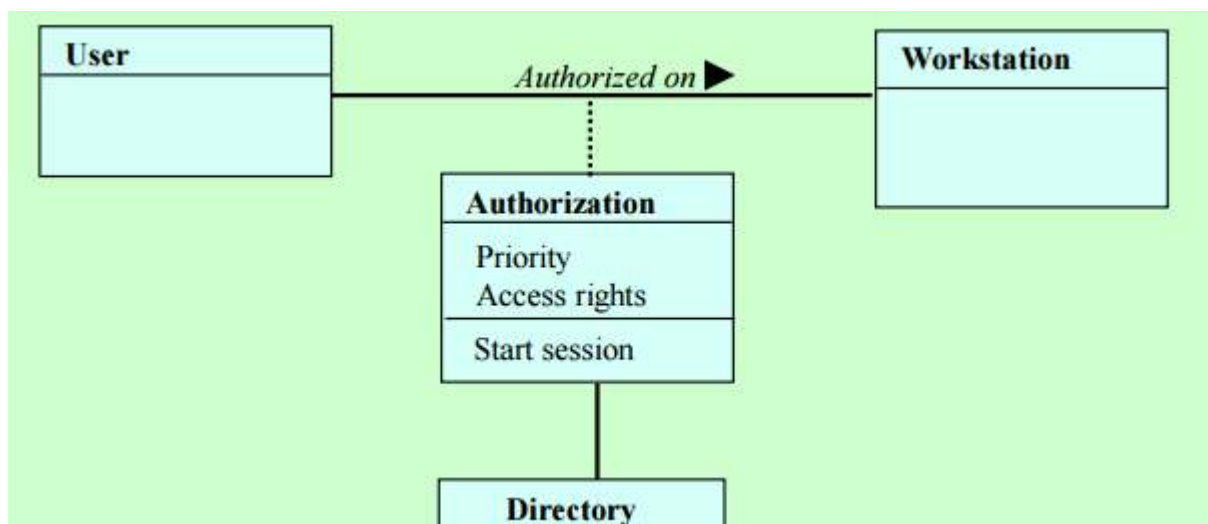 User
Authorized on
Workstation
Authorization
Priority
Access rights
Start session
Directory